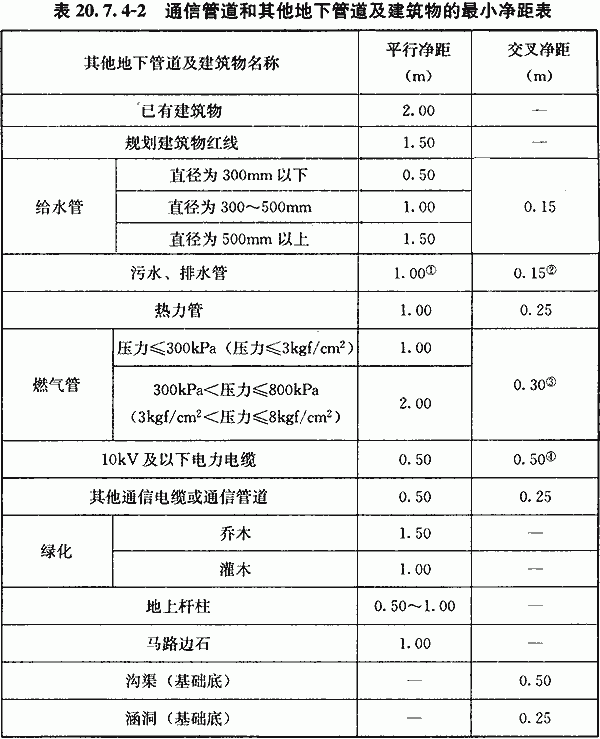 表 20.7.4-2 通信管道和其他地下管道及建筑物的最小净距表
其他地下管道及建筑物名称 平行净距（m） 交叉净距（m）
已有建筑物 2.00 —
规划建筑物红线 1.50 —
给水管 直径为 300mm 以下 0.50 0.15
直径为 300～500mm 1.00
直径为 500mm 以上 1.50
污水、排水管 1.00① 0.15②
热力管 1.00 0.25
燃气管 压力≤300kPa（压力≤3kgf/cm²） 1.00 0.30③
300kPa＜压力≤800kPa
（3kgf/cm²＜压力≤8kgf/cm²） 2.00
10kV 及以下电力电缆 0.50 0.50④
其他通信电缆或通信管道 0.50 0.25
绿化 乔木 1.50 —
灌木 1.00 —
地上杆柱 0.50～1.00 —
马路边石 1.00 —
沟渠（基础底） — 0.50
涵洞（基础底） — 0.25